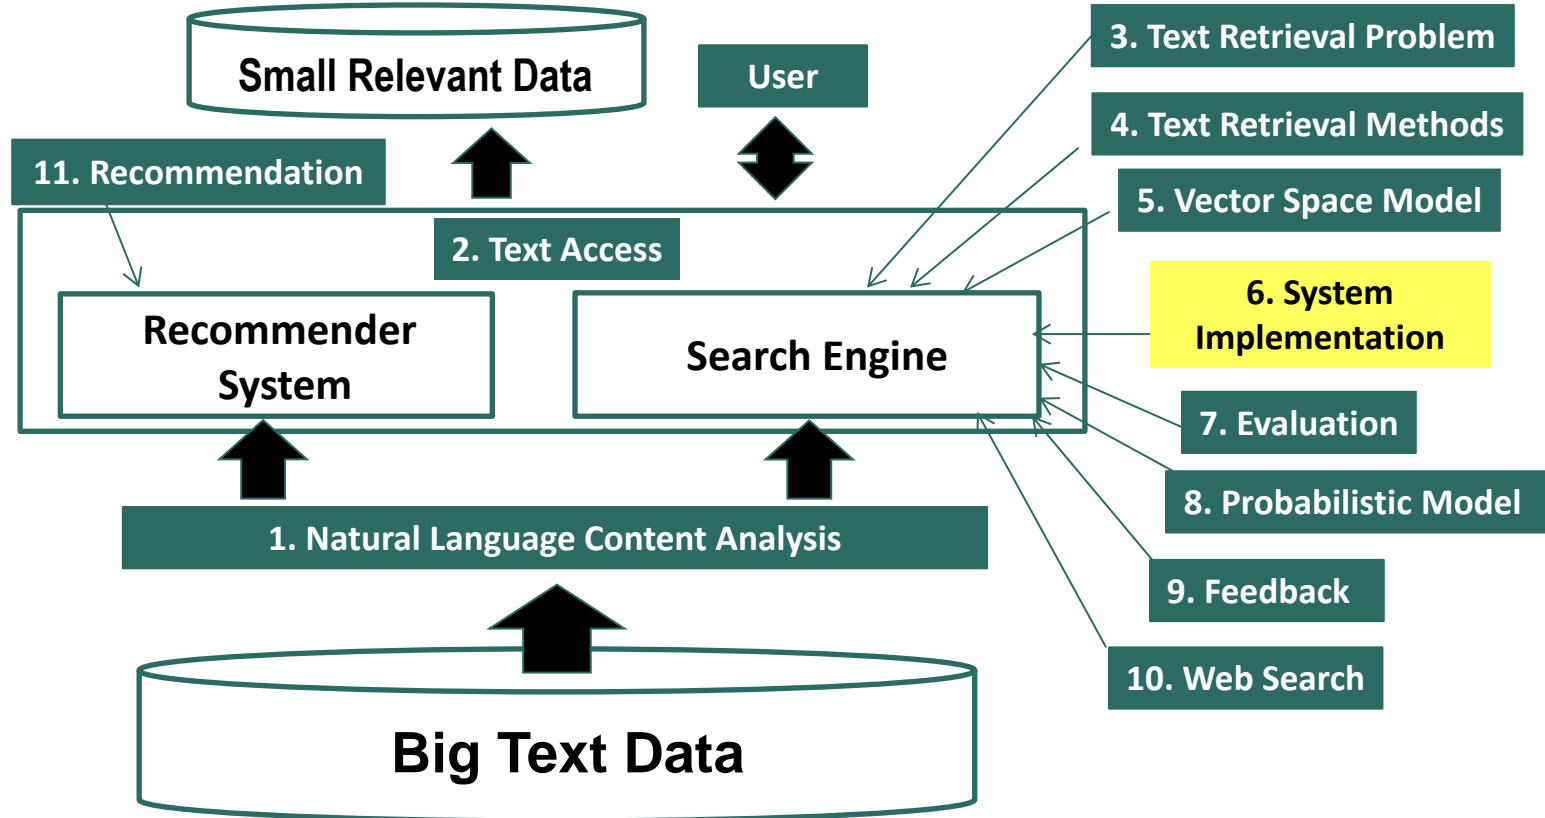 3. Text Retrieval Problem
Small Relevant Data
User
4. Text Retrieval Methods
11. Recommendation
5. Vector Space Model
2. Text Access
6. System
Implementation
Recommender
System
Search Engine
7. Evaluation
8. Probabilistic Model
1. Natural Language Content Analysis
9. Feedback
10. Web Search
Big Text Data